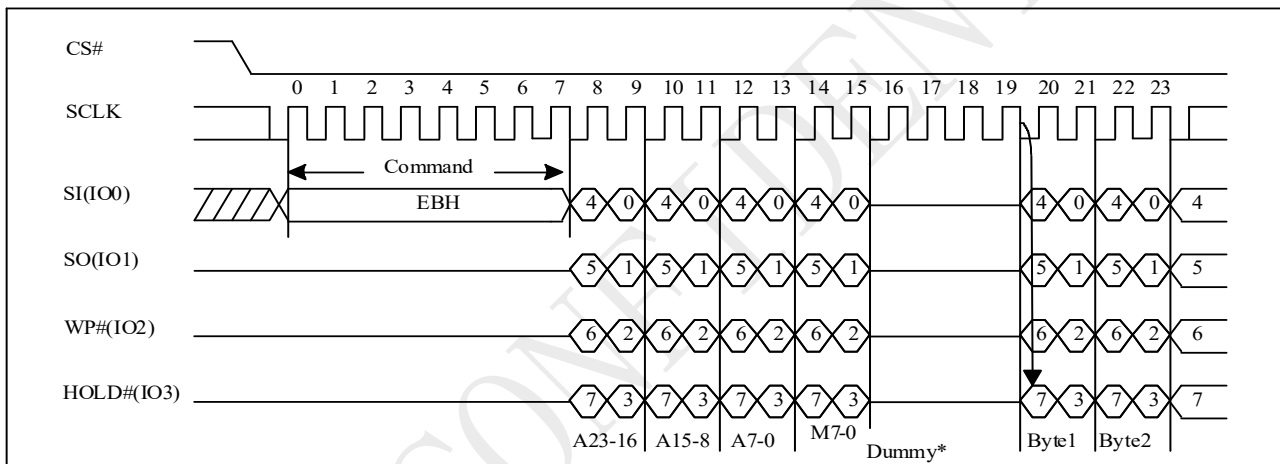 CS#
0 1 2 3 4 5 6 7 8 9 10 11 12 13 14 15 16 17 18 19 20 21 22 23
SCLK
Command
SI(IO0) EBH 4 0 4 0 4 0 4 0 4 0 4 0 4
SO(IO1) 5 1 5 1 5 1 5 1 5 1 5 1 5
WP#(IO2) 6 2 6 2 6 2 6 2 6 2 6 2 6
HOLD#(IO3) 7 3 7 3 7 3 7 3 7 3 7 3 7
A23-16 A15-8 A7-0 M7-0 Dummy* Byte1 Byte2